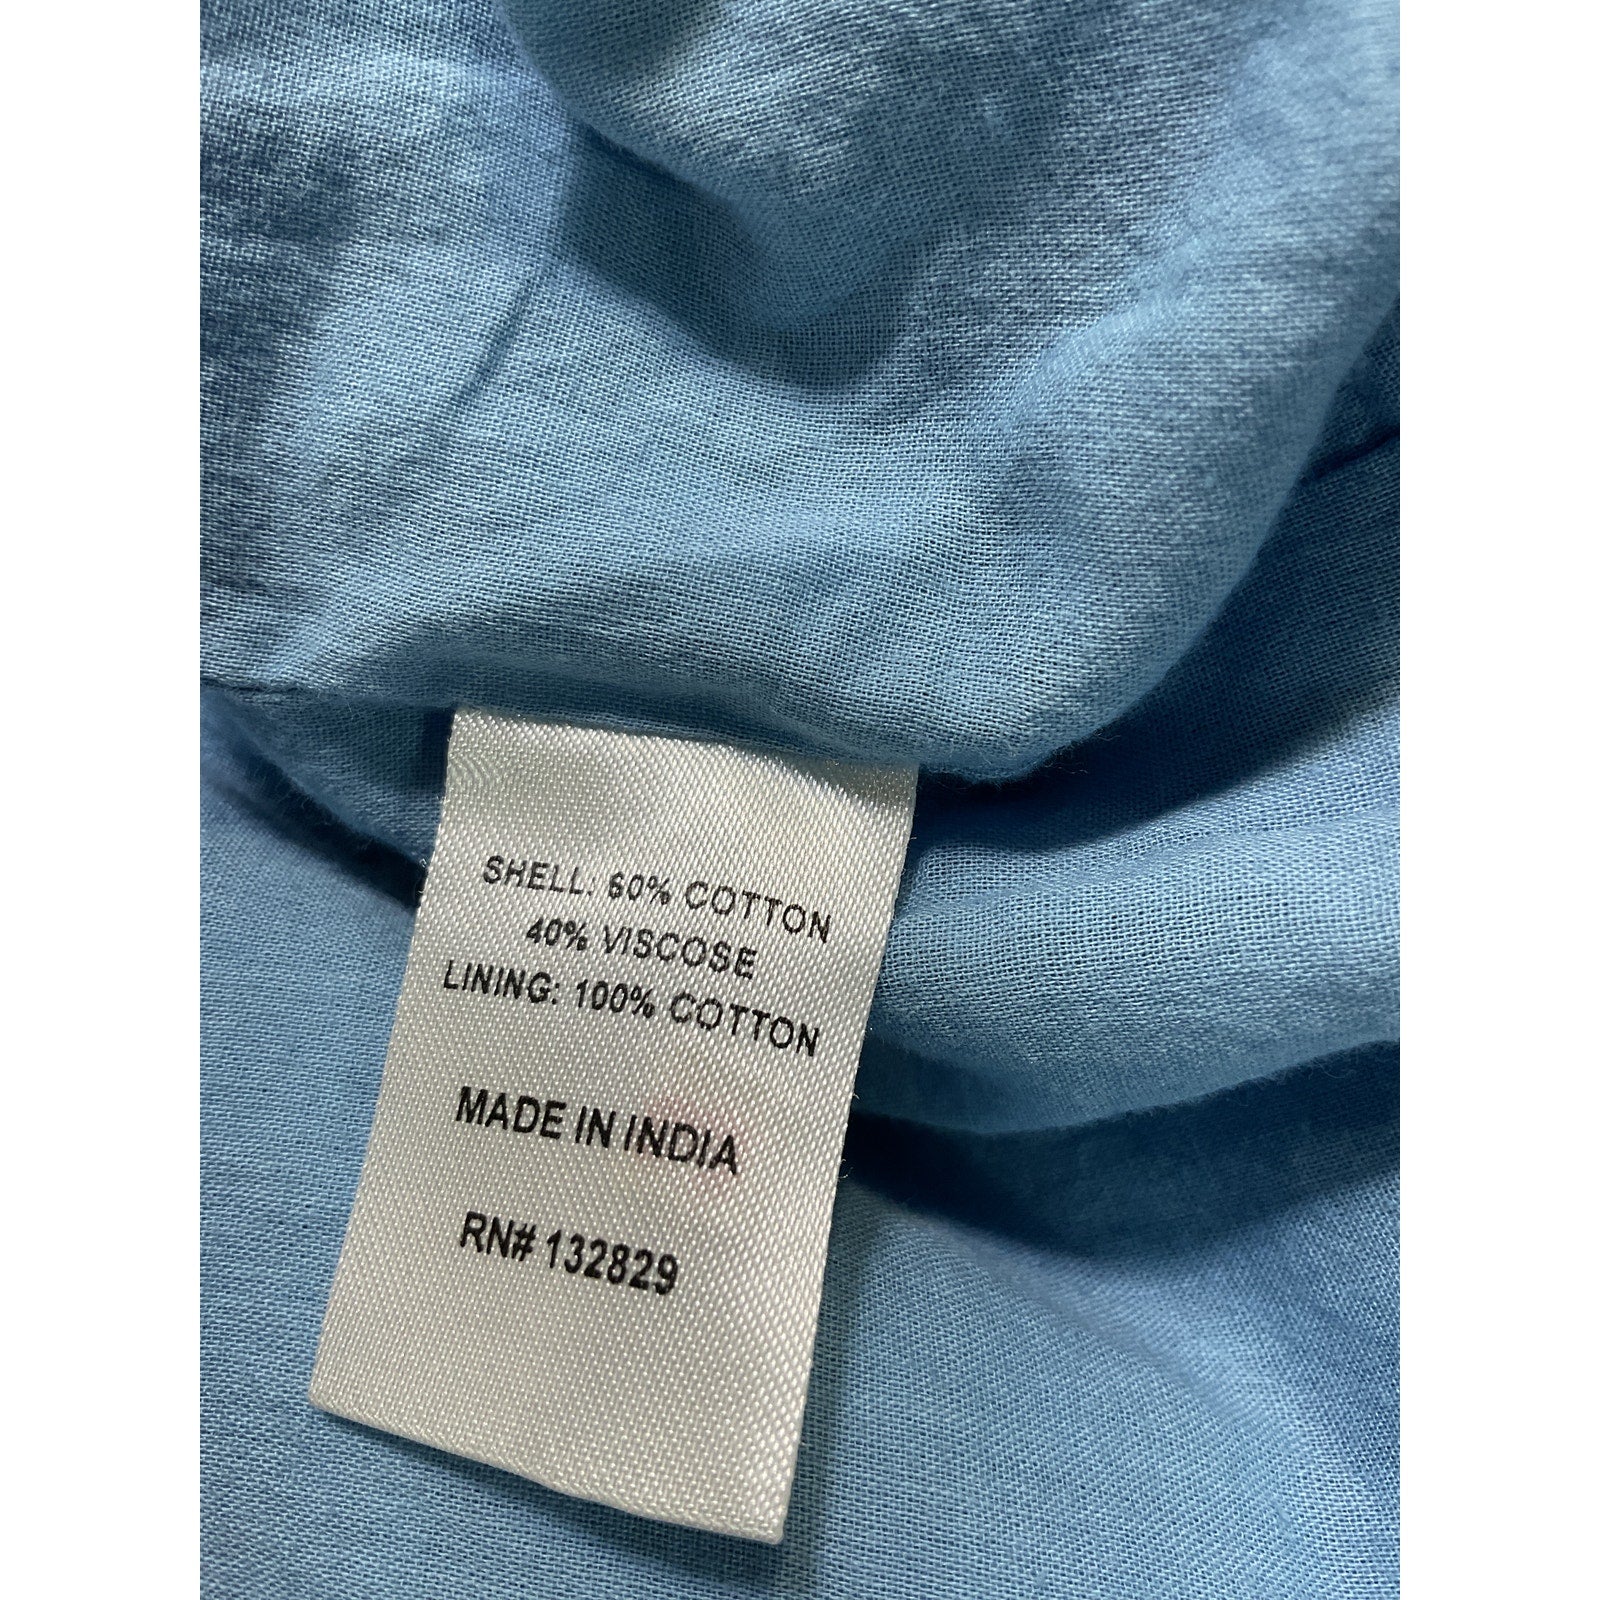 SHELL. 60% COTTON
40% VISCOSE
LINING: 100% COTTON
MADE IN INDIA
RN# 132829